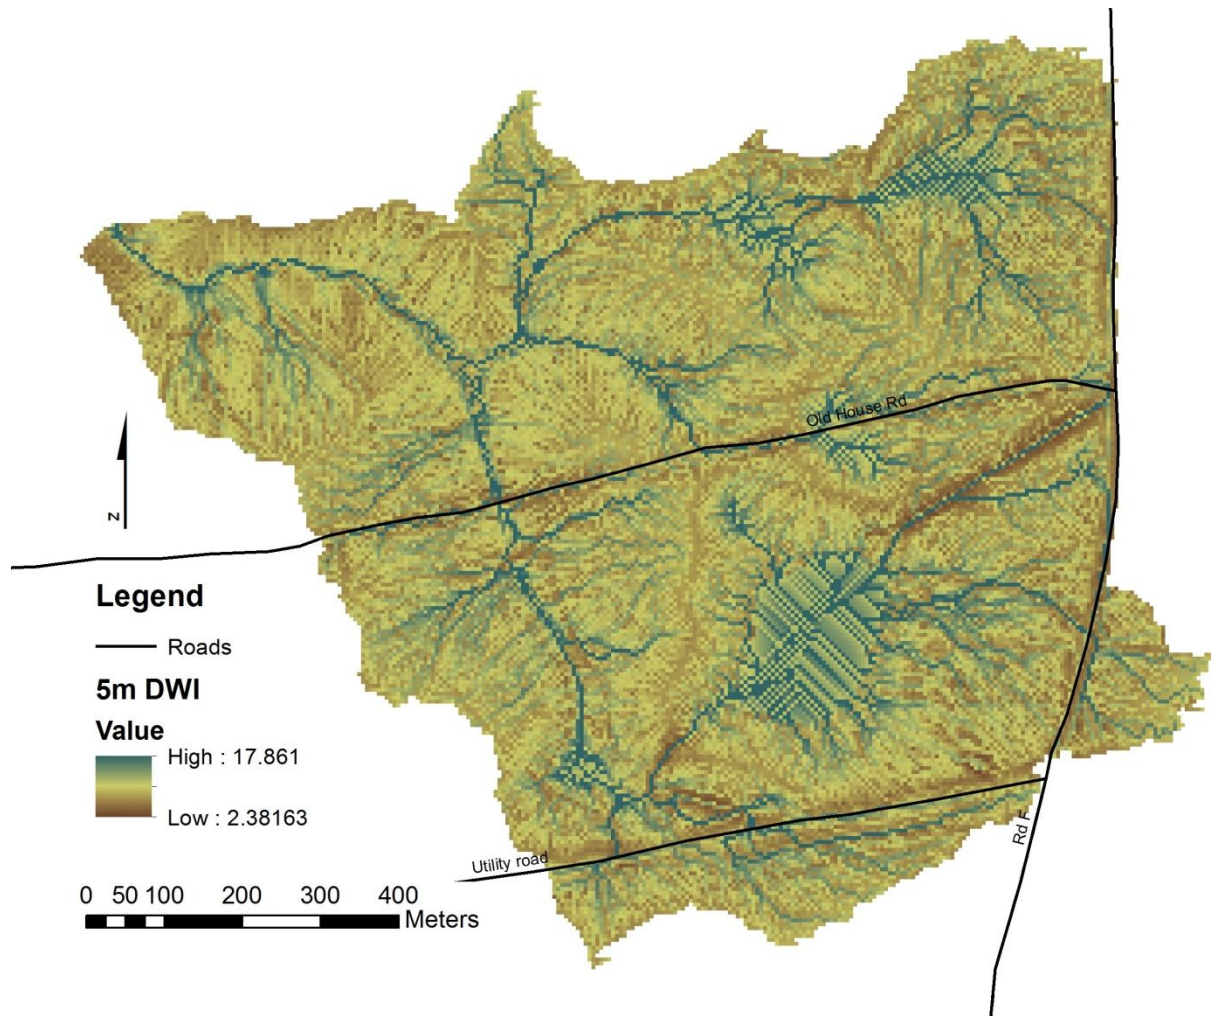 Old House Rd
N
Legend
Roads
5m DWI
Value
High : 17.861
Low : 2.38163
Rd F
Utility road
0 50 100 200 300 400
Meters